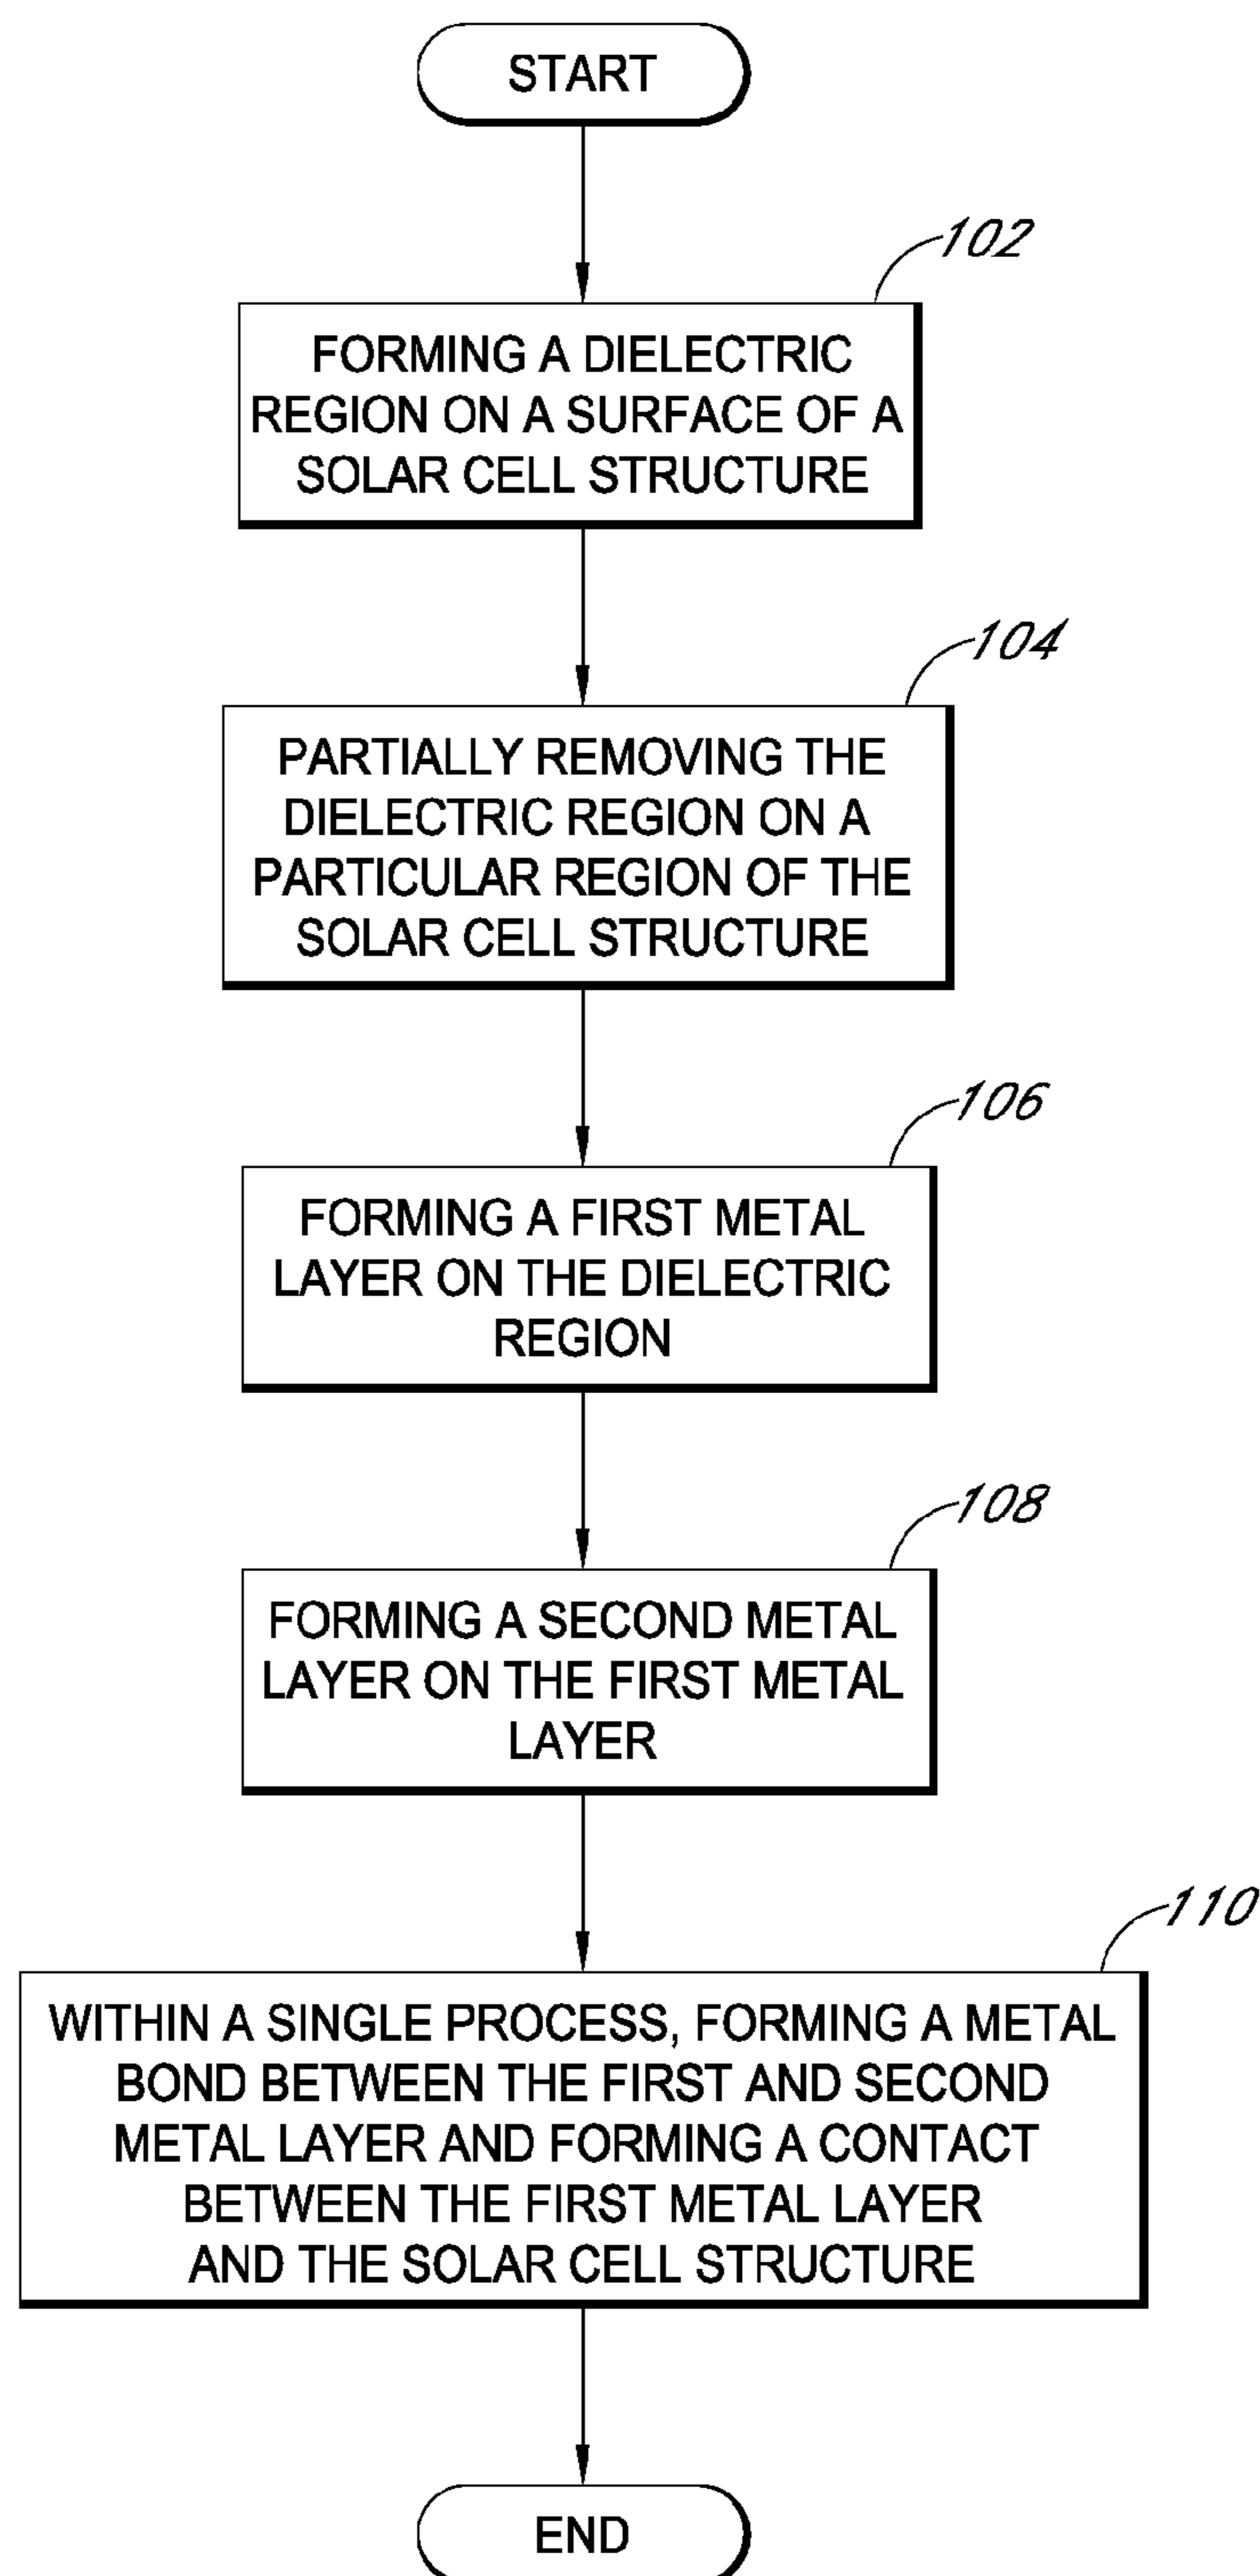 START
102
FORMING A DIELECTRIC
REGION ON A SURFACE OF A
SOLAR CELL STRUCTURE
104
PARTIALLY REMOVING THE
DIELECTRIC REGION ON A
PARTICULAR REGION OF THE
SOLAR CELL STRUCTURE
106
FORMING A FIRST METAL
LAYER ON THE DIELECTRIC
REGION
108
FORMING A SECOND METAL
LAYER ON THE FIRST METAL
LAYER
110
WITHIN A SINGLE PROCESS, FORMING A METAL
BOND BETWEEN THE FIRST AND SECOND
METAL LAYER AND FORMING A CONTACT
BETWEEN THE FIRST METAL LAYER
AND THE SOLAR CELL STRUCTURE
END